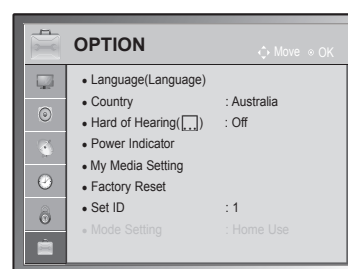 OPTION
Move OK
• Language(Language)
• Country : Australia
• Hard of Hearing( ) : Off
• Power Indicator
• My Media Setting
• Factory Reset
• Set ID : 1
• Mode Setting : Home Use